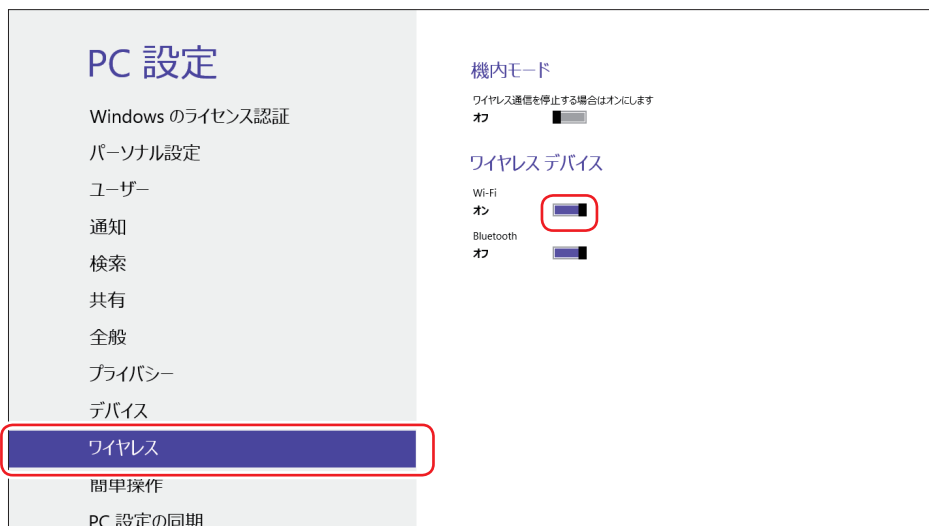 PC 設定
Windows のライセンス認証
パーソナル設定
ユーザー
通知
検索
共有
全般
プライバシー
デバイス
ワイヤレス
簡単操作
PC 設定の同期
機内モード
ワイヤレス通信を停止する場合はオンにします
オフ
ワイヤレス デバイス
Wi-Fi
オン
Bluetooth
オフ